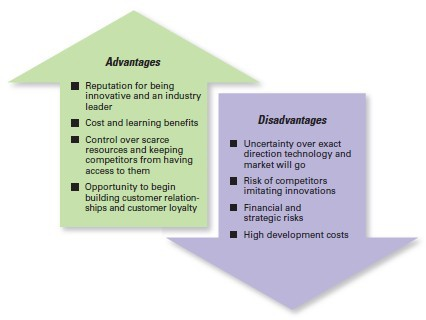 Advantages
■ Reputation for being
innovative and an industry
leader
■ Cost and learning benefits
■ Control over scarce
resources and keeping
competitors from having
access to them
■ Opportunity to begin
building customer relation-
ships and customer loyalty
Disadvantages
■ Uncertainty over exact
direction technology and
market will go
■ Risk of competitors
imitating innovations
■ Financial and
strategic risks
■ High development costs